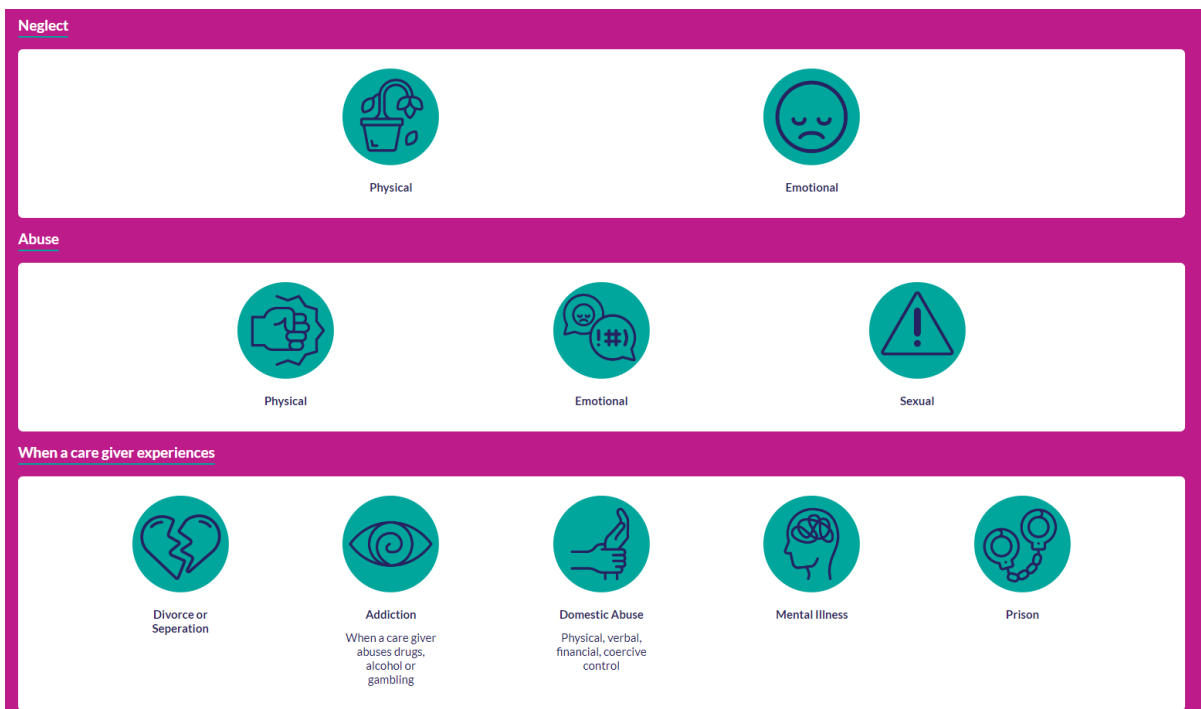 Neglect
Physical
Emotional
Abuse
!#)
Physical
Emotional
Sexual
When a care giver experiences
Divorce or
Seperation
Addiction
When a care giver
abuses drugs,
alcohol or
gambling
Domestic Abuse
Physical, verbal,
financial, coercive
control
Mental Illness
Prison